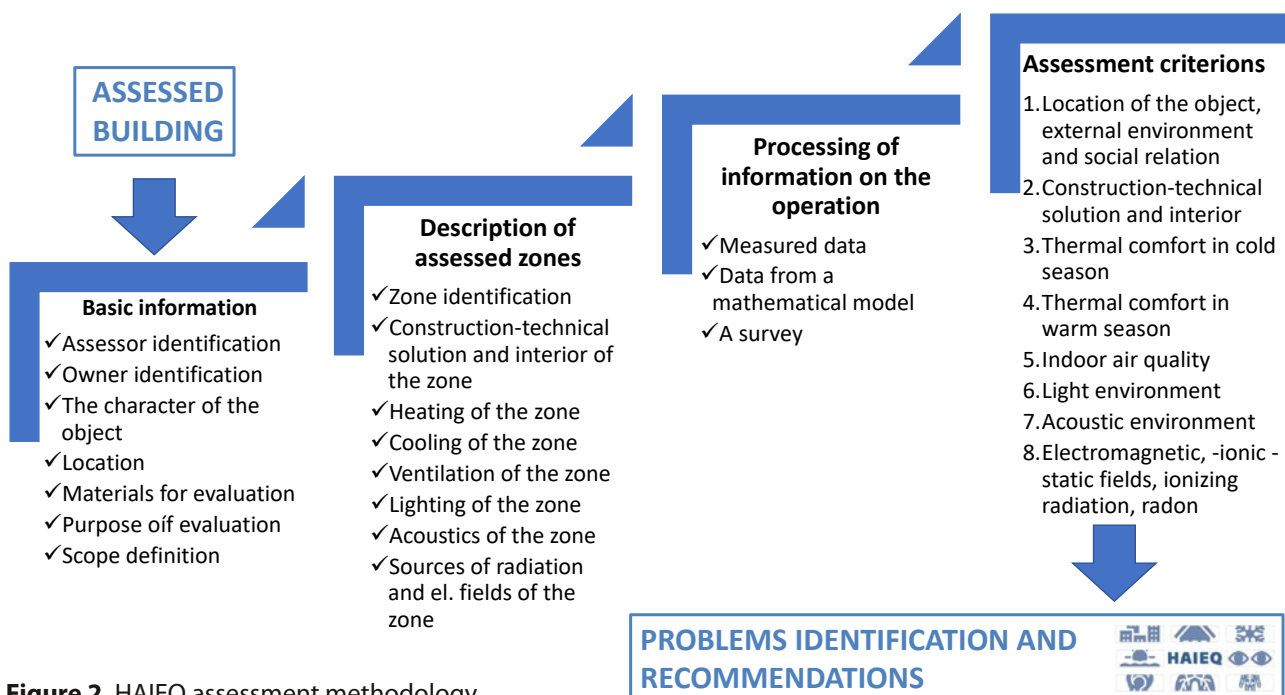 ASSESSED
BUILDING
Basic information
✓Assessor identification
✓Owner identification
✓The character of the
object
✓Location
✓Materials for evaluation
✓Purpose oíf evaluation
✓Scope definition
Description of
assessed zones
✓Zone identification
✓Construction-technical
solution and interior of
the zone
✓Heating of the zone
✓Cooling of the zone
✓Ventilation of the zone
✓Lighting of the zone
✓Acoustics of the zone
✓Sources of radiation
and el. fields of the
zone
Processing of
information on the
operation
✓Measured data
✓Data from a
mathematical model
✓A survey
Assessment criterions
1.Location of the object,
external environment
and social relation
2.Construction-technical
solution and interior
3.Thermal comfort in cold
season
4.Thermal comfort in
warm season
5.Indoor air quality
6.Light environment
7.Acoustic environment
8.Electromagnetic, -ionic -
static fields, ionizing
radiation, radon
PROBLEMS IDENTIFICATION AND
RECOMMENDATIONS
HAIEQ
Figure 2. HAIEQ assessment methodology